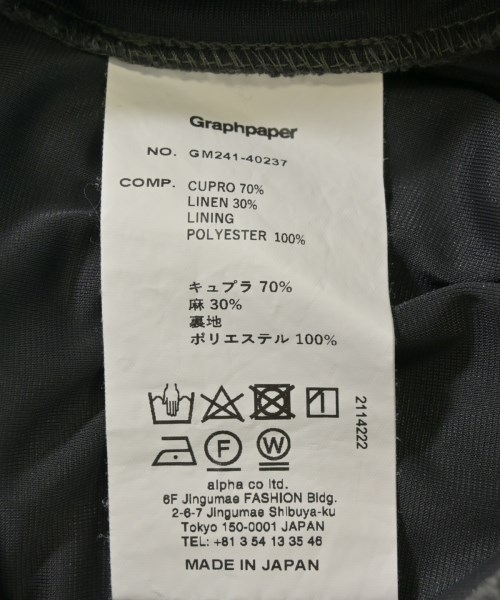 Graphpaper
NO. GM241-40237
COMP. CUPRO 70%
LINEN 30%
LINING
POLYESTER 100%
キュプラ 70%
麻 30%
裏地
ポリエステル 100%
2114222
F
W
alpha co ltd.
6F Jingumae FASHION Bldg.
2-6-7 Jingumae Shibuya-ku
Tokyo 150-0001 JAPAN
TEL: +81 3 54 13 35 46
MADE IN JAPAN